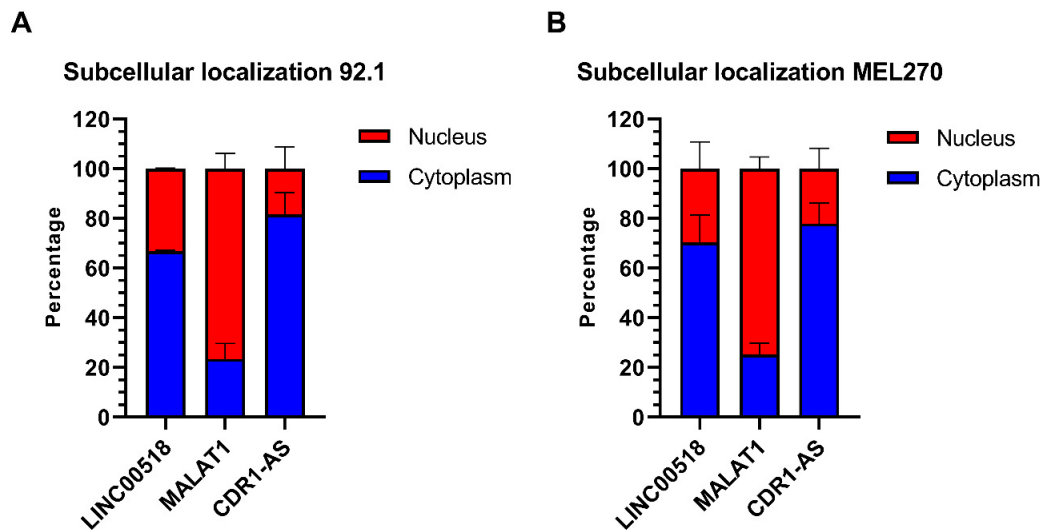 A
Subcellular localization 92.1
Percentage
120
100
80
60
40
20
0
Nucleus
Cytoplasm
LINC00518
MALAT1
CDR1-AS
B
Subcellular localization MEL270
Percentage
120
100
80
60
40
20
0
Nucleus
Cytoplasm
LINC00518
MALAT1
CDR1-AS